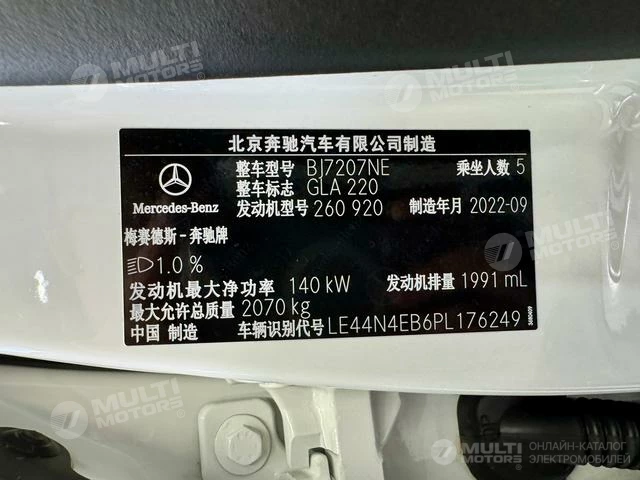 MULTI MOTORS
MULTI MOTORS
MULTI MOTORS
北京奔驰汽车有限公司制造
整车型号 BJ7207NE 乘坐人数 5
整车标志 GLA 220
Mercedes-Benz 发动机型号 260 920 制造年月 2022-09
梅赛德斯-奔驰牌
1.0 %
发动机最大净功率 140 kW 发动机排量 1991 mL
最大允许总质量 2070 kg
中国 制造 车辆识别代号 LE44N4EB6PL176249
MULTI MOTORS
MULTI MOTORS
MULTI MOTORS
ОНЛАЙН-КАТАЛОГ
ЭЛЕКТРОМОБИЛЕЙ